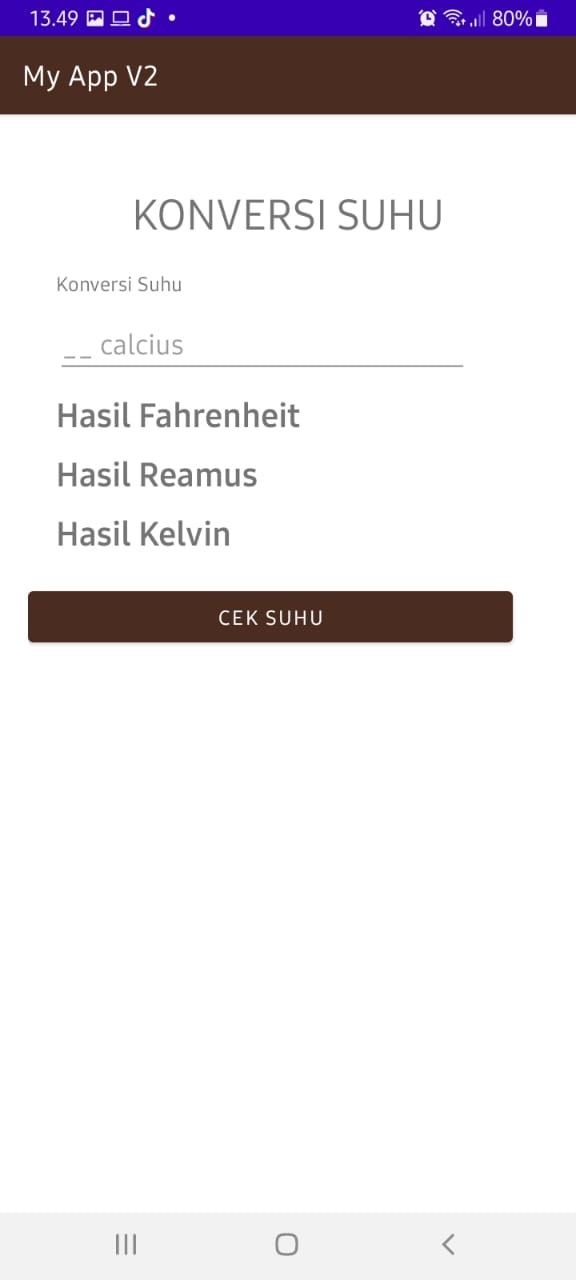 13.49
80%
My App V2
KONVERSI SUHU
Konversi Suhu
__ calcius
Hasil Fahrenheit
Hasil Reamus
Hasil Kelvin
CEK SUHU